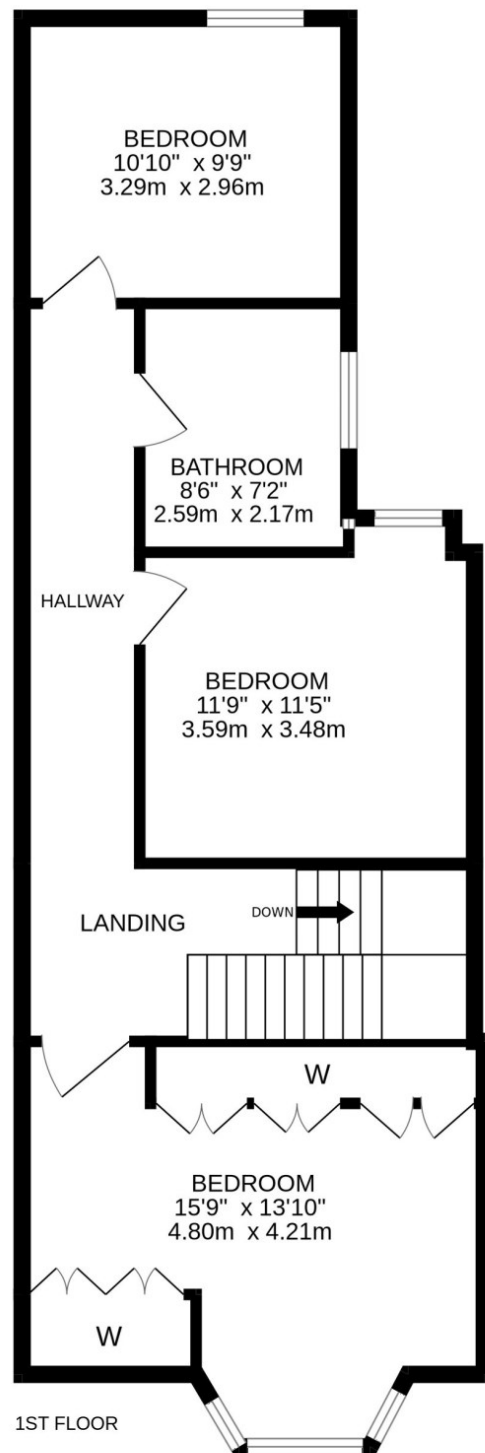 BEDROOM
10'10" x 9'9"
3.29m x 2.96m
BATHROOM
8'6" x 7'2"
2.59m x 2.17m
HALLWAY
BEDROOM
11'9" x 11'5"
3.59m x 3.48m
LANDING
DOWN
W
BEDROOM
15'9" x 13'10"
4.80m x 4.21m
W
1ST FLOOR